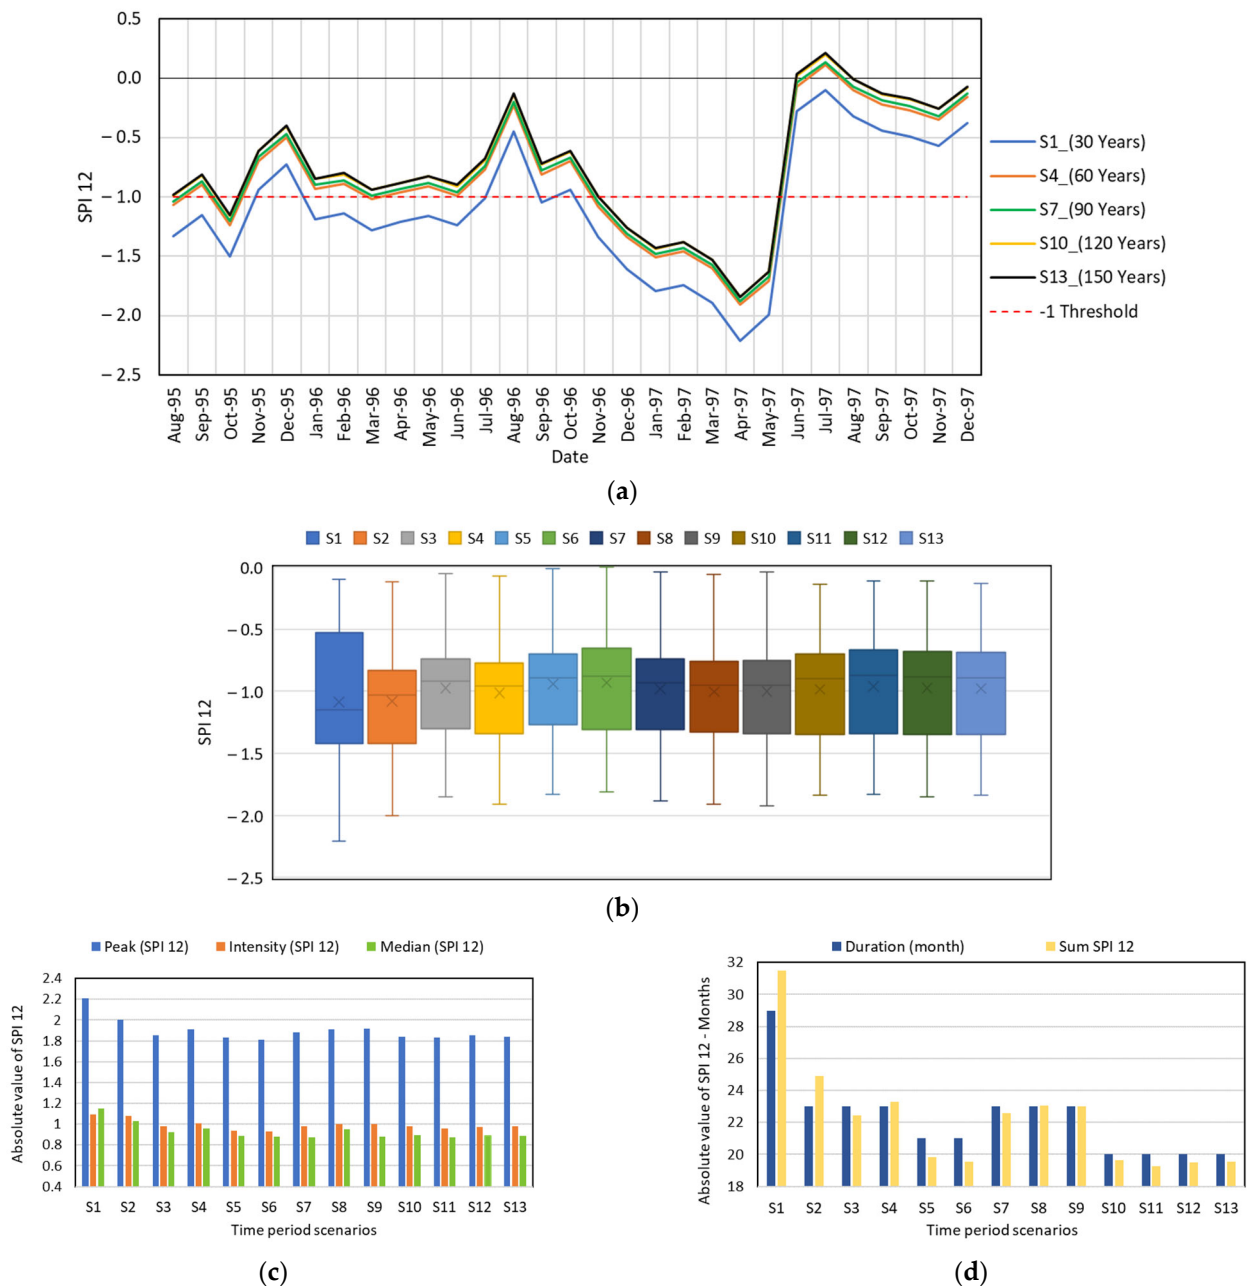 0.5
0.0
– 0.5
– 1.0
– 1.5
– 2.0
– 2.5
SPI 12
Aug-95
Sep-95
Oct-95
Nov-95
Dec-95
Jan-96
Feb-96
Mar-96
Apr-96
May-96
Jun-96
Jul-96
Aug-96
Sep-96
Oct-96
Nov-96
Dec-96
Jan-97
Feb-97
Mar-97
Apr-97
May-97
Jun-97
Jul-97
Aug-97
Sep-97
Oct-97
Nov-97
Dec-97
Date
S1_(30 Years)
S4_(60 Years)
S7_(90 Years)
S10_(120 Years)
S13_(150 Years)
-1 Threshold
(a)
S1 S2 S3 S4 S5 S6 S7 S8 S9 S10 S11 S12 S13
0.0
– 0.5
– 1.0
– 1.5
– 2.0
– 2.5
SPI 12
(b)
Peak (SPI 12) Intensity (SPI 12) Median (SPI 12)
2.4
2.2
2
1.8
1.6
1.4
1.2
1
0.8
0.6
0.4
Absolute value of SPI 12
S1 S2 S3 S4 S5 S6 S7 S8 S9 S10 S11 S12 S13
Time period scenarios
(c)
Duration (month) Sum SPI 12
32
30
28
26
24
22
20
18
Absolute value of SPI 12 - Months
S1 S2 S3 S4 S5 S6 S7 S8 S9 S10 S11 S12 S13
Time period scenarios
(d)